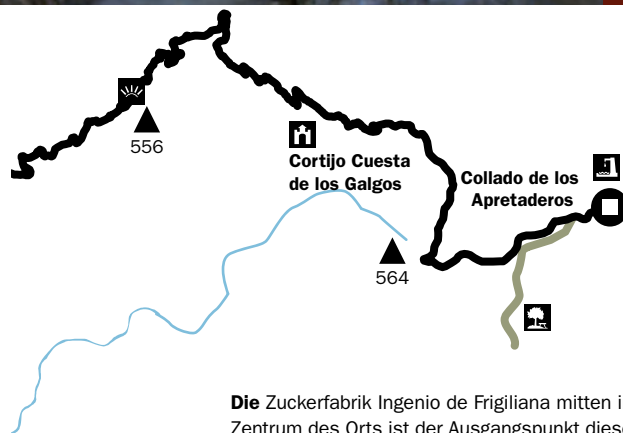 556
Cortijo Cuesta
de los Galgos
Collado de los
Apretaderos
564
Die Zuckerfabrik Ingenio de Frigiliana mitten i
Zentrum des Orts ist der Ausgangspunkt diese